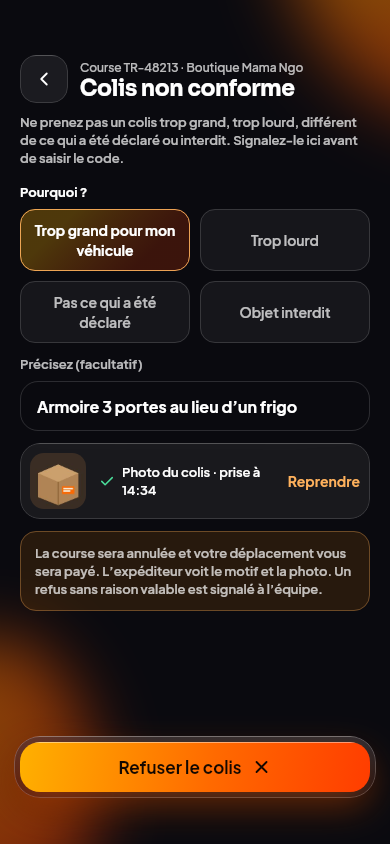 Course TR-48213 · Boutique Mama Ngo
Colis non conforme
Ne prenez pas un colis trop grand, trop lourd, différent
de ce qui a été déclaré ou interdit. Signalez-le ici avant
de saisir le code.
Pourquoi ?
Trop grand pour mon
véhicule
Trop lourd
Pas ce qui a été
déclaré
Objet interdit
Précisez (facultatif)
Armoire 3 portes au lieu d’un frigo
Photo du colis · prise à
14:34
Reprendre
La course sera annulée et votre déplacement vous
sera payé. L’expéditeur voit le motif et la photo. Un
refus sans raison valable est signalé à l’équipe.
Refuser le colis